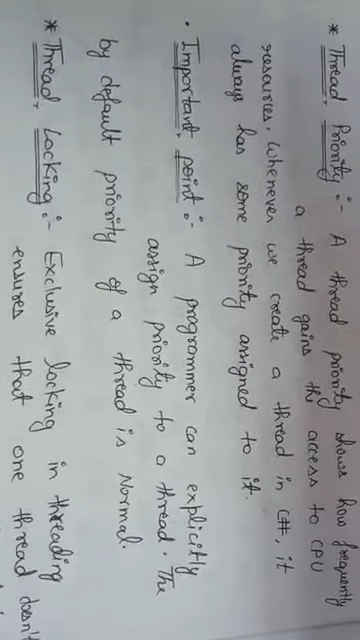 * Thread Priority :- A thread priority shows how frequently
a thread gains the access to CPU
resources. Whenever we create a thread in C#, it
always has some priority assigned to it.
• Important point :- A programmer can explicitly
assign priority to a thread. The
by default priority of a thread is Normal.
* Thread Locking :- Exclusive locking in threading
ensures that one thread doesn't